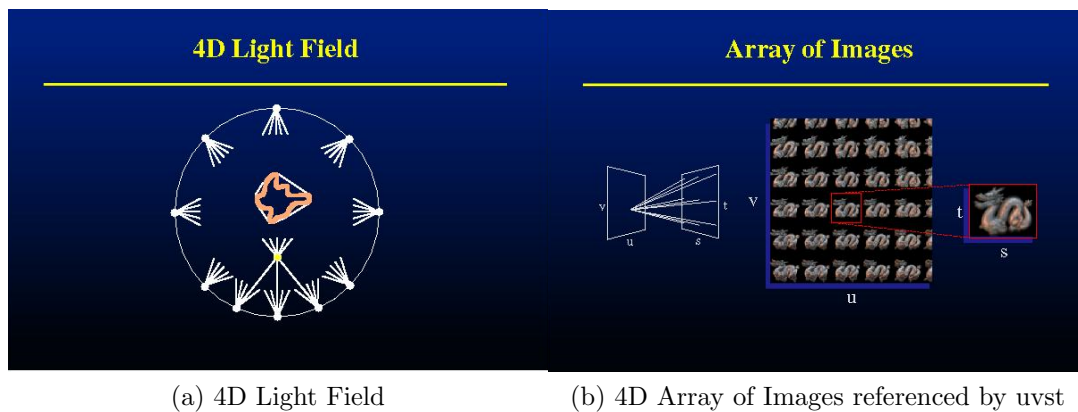 4D Light Field
Array of Images
v
u
t
s
v
u
t
s
(a) 4D Light Field
(b) 4D Array of Images referenced by uvst